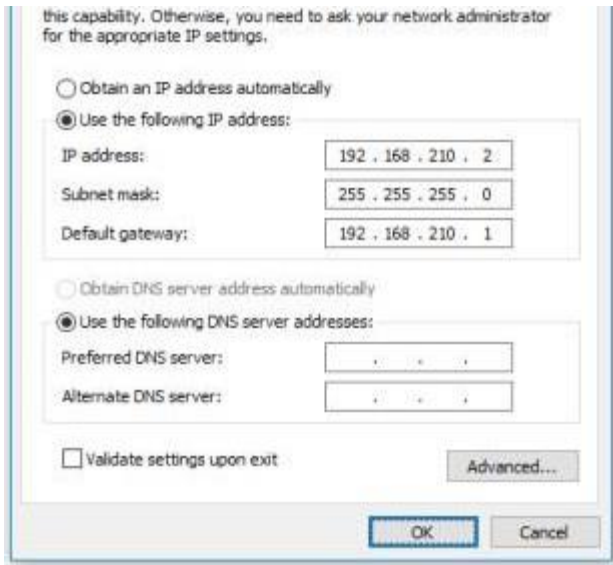 this capability. Otherwise, you need to ask your network administrator
for the appropriate IP settings.
Obtain an IP address automatically
Use the following IP address:
IP address: 192 . 168 . 210 . 2
Subnet mask: 255 . 255 . 255 . 0
Default gateway: 192 . 168 . 210 . 1
Obtain DNS server address automatically
Use the following DNS server addresses:
Preferred DNS server: . . .
Alternate DNS server: . . .
Validate settings upon exit
Advanced...
OK Cancel